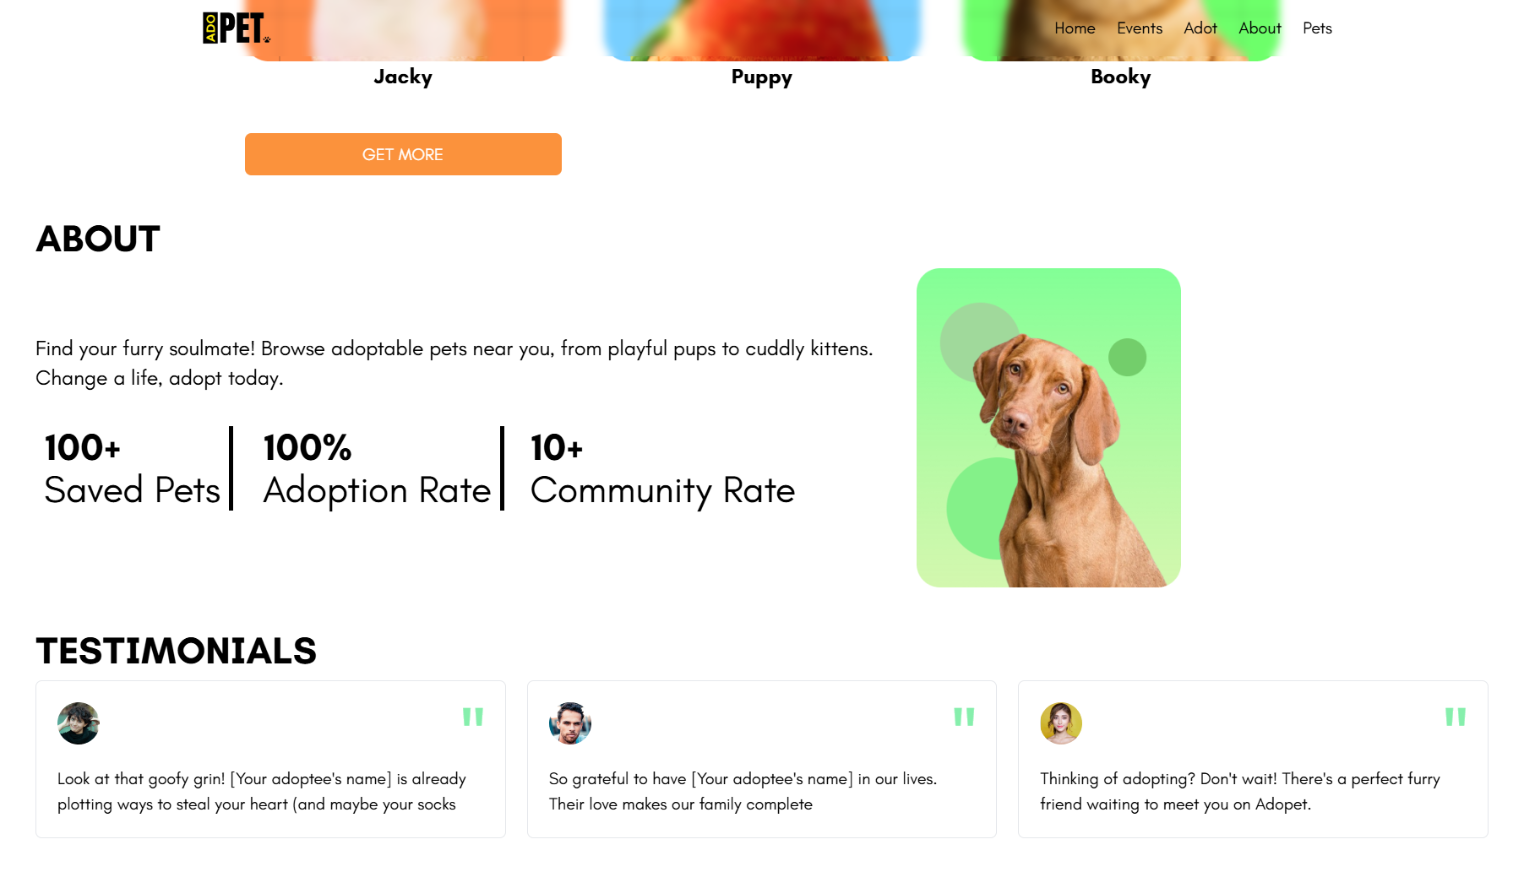 ADO PET.
Home Events Adot About Pets
Jacky Puppy Booky
GET MORE
ABOUT
Find your furry soulmate! Browse adoptable pets near you, from playful pups to cuddly kittens.
Change a life, adopt today.
100+
Saved Pets
100%
Adoption Rate
10+
Community Rate
TESTIMONIALS
"
Look at that goofy grin! [Your adoptee's name] is already
plotting ways to steal your heart (and maybe your socks
"
So grateful to have [Your adoptee's name] in our lives.
Their love makes our family complete
"
Thinking of adopting? Don't wait! There's a perfect furry
friend waiting to meet you on Adopet.